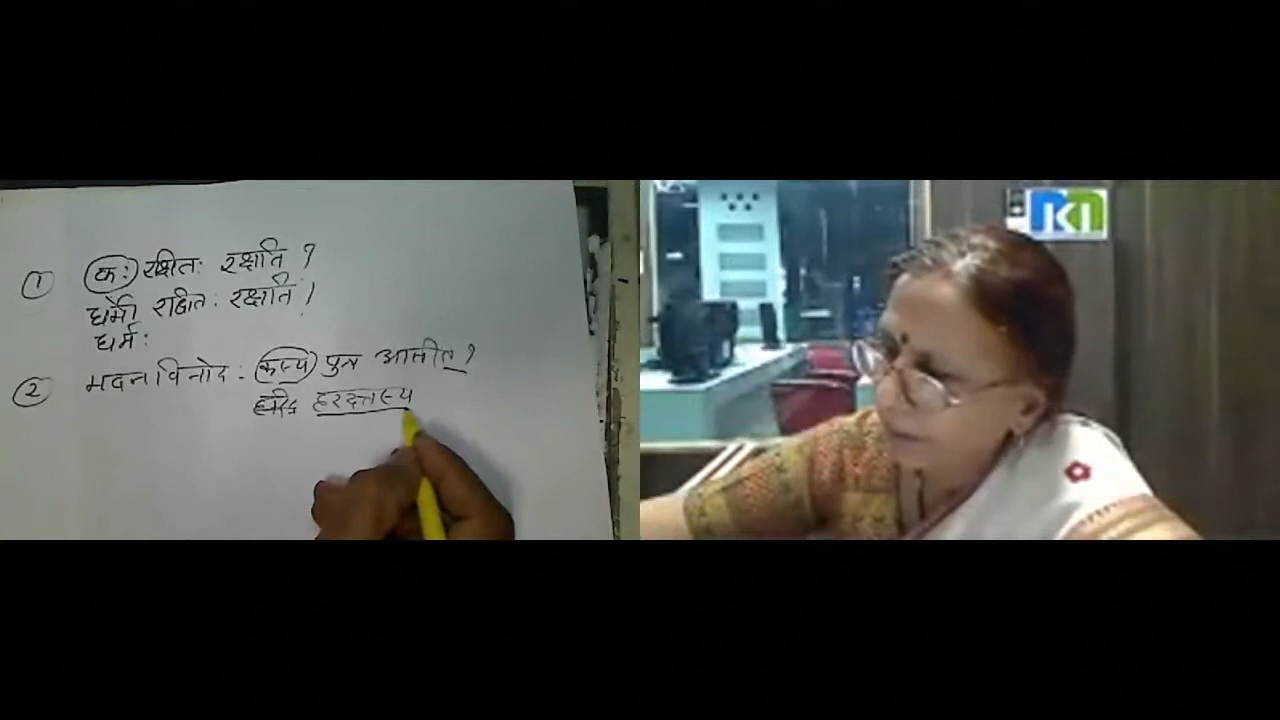 ① कः रक्षितः रक्षति ?
धर्मो रक्षितः रक्षति !
धर्मः
② मदनविनोदः कस्य पुत्र आसीत् ?
हरदत्तस्य